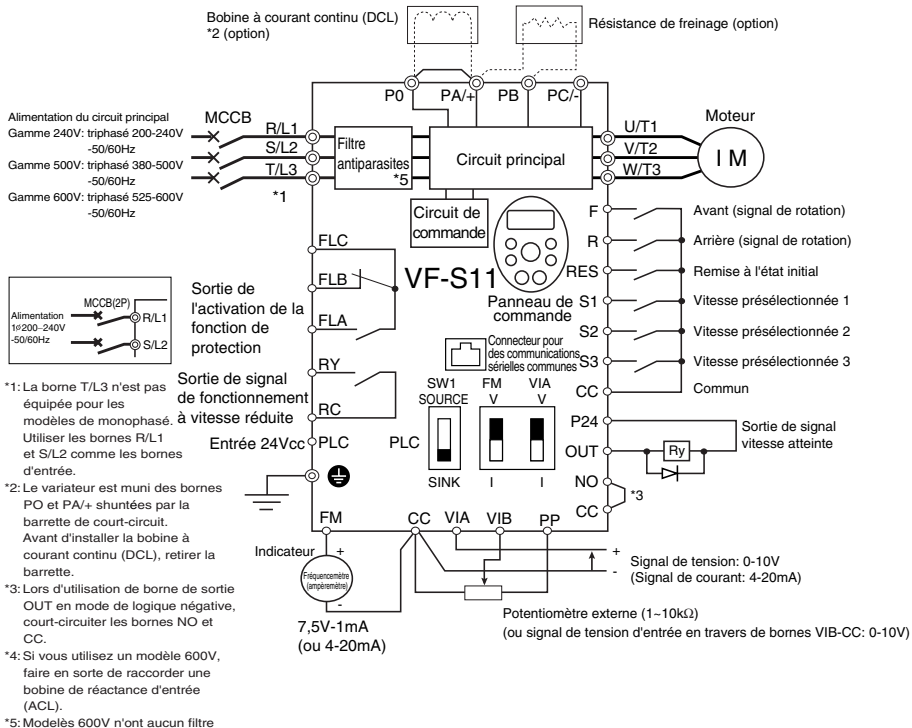 Bobine à courant continu (DCL)
*2 (option)
Résistance de freinage (option)
P0
PA/+
PB
PC/-
Alimentation du circuit principal
Gamme 240V: triphasé 200-240V
-50/60Hz
Gamme 500V: triphasé 380-500V
-50/60Hz
Gamme 600V: triphasé 525-600V
-50/60Hz
MCCB
R/L1
S/L2
T/L3
*1
Filtre
antiparasites
*5
Circuit principal
U/T1
V/T2
W/T3
Moteur
I M
Circuit de
commande
VF-S11
Panneau de
commande
F
Avant (signal de rotation)
R
Arrière (signal de rotation)
RES
Remise à l'état initial
S1
Vitesse présélectionnée 1
S2
Vitesse présélectionnée 2
S3
Vitesse présélectionnée 3
CC
Commun
FLC
FLB
FLA
Sortie de
l'activation de la
fonction de
protection
RY
RC
Sortie de signal
de fonctionnement
à vitesse réduite
Connecteur pour
des communications
sérielles communes
SW1
SOURCE
PLC
SINK
FM
V
I
VIA
V
I
P24
OUT
Ry
Sortie de signal
vitesse atteinte
NO
CC
*3
Entrée 24Vcc
PLC
MCCB(2P)
Alimentation
1ø200-240V
-50/60Hz
R/L1
S/L2
*1: La borne T/L3 n'est pas
équipée pour les
modèles de monophasé.
Utiliser les bornes R/L1
et S/L2 comme les bornes
d'entrée.
*2: Le variateur est muni des bornes
PO et PA/+ shuntées par la
barrette de court-circuit.
Avant d'installer la bobine à
courant continu (DCL), retirer la
barrette.
*3: Lors d'utilisation de borne de sortie
OUT en mode de logique négative,
court-circuiter les bornes NO et
CC.
*4: Si vous utilisez un modèle 600V,
faire en sorte de raccorder une
bobine de réactance d'entrée
(ACL).
*5: Modelès 600V n'ont aucun filtre
FM
CC
VIA
VIB
PP
Indicateur
+
Fréquencemètre
(ampèremètre)
-
7,5V-1mA
(ou 4-20mA)
+
-
Signal de tension: 0-10V
(Signal de courant: 4-20mA)
Potentiomètre externe (1~10kΩ)
(ou signal de tension d'entrée en travers de bornes VIB-CC: 0-10V)